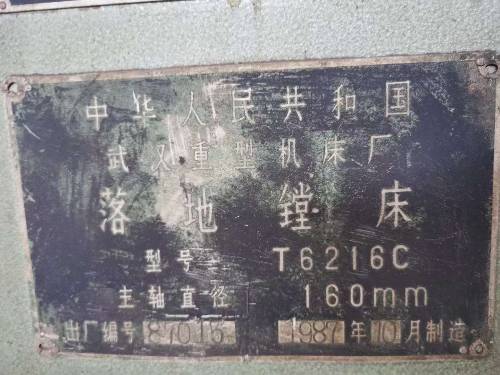 中华人民共和国
武汉重型机床厂
落地镗床
型号 T6216C
主轴直径 160mm
出厂编号 87015 1987年10月制造